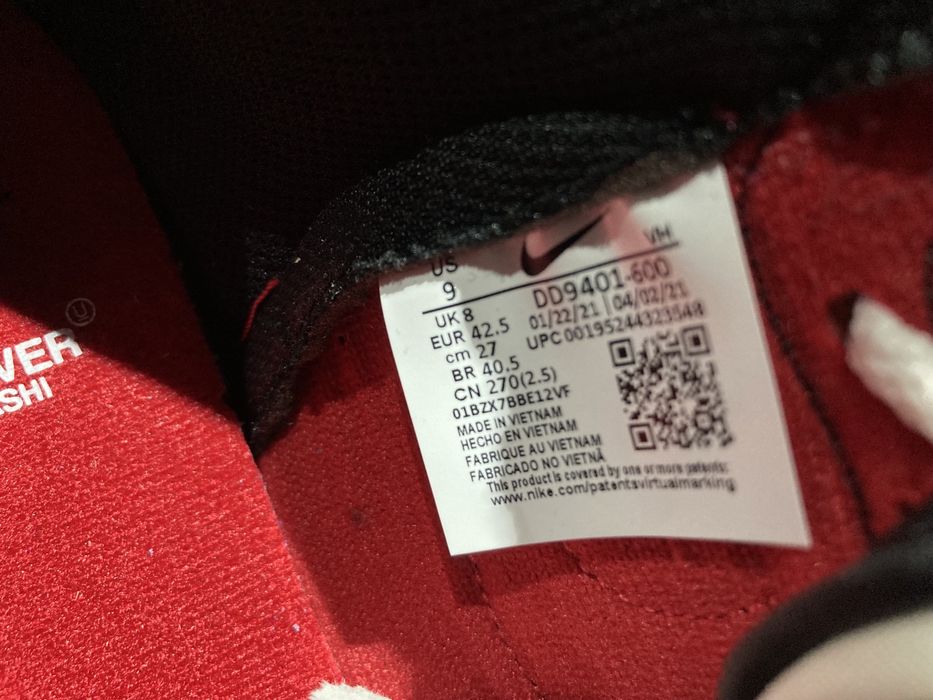 VER
SHI
US
9
VH
DD9401-600
01/22/21 | 04/02/21
UPC 00195244323548
UK 8
EUR 42.5
cm 27
BR 40.5
CN 270(2.5)
01BZX7BBE12VF
MADE IN VIETNAM
HECHO EN VIETNAM
FABRIQUE AU VIETNAM
FABRICADO NO VIETNÃ
This product is covered by one or more patents:
www.nike.com/patentsvirtualmarking